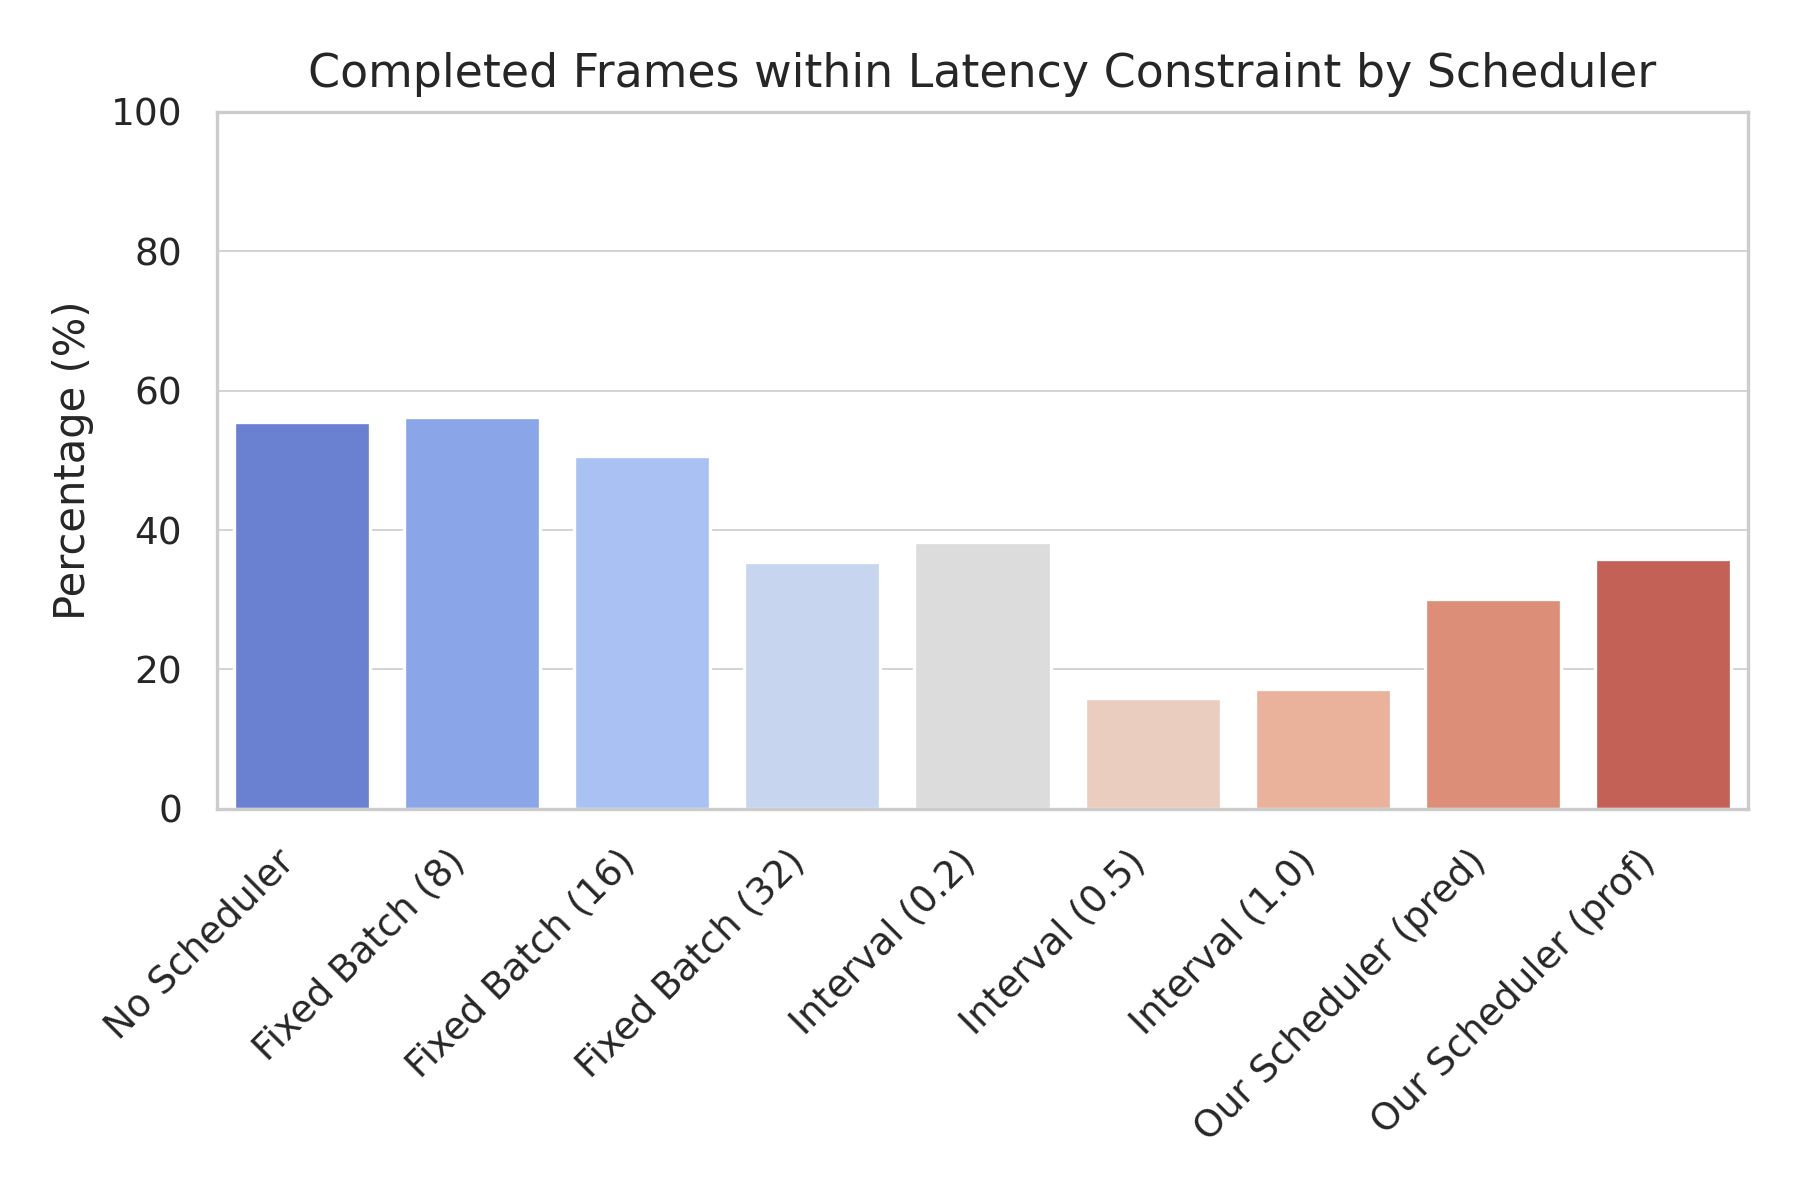 Completed Frames within Latency Constraint by Scheduler
Percentage (%)
100
80
60
40
20
0
No Scheduler
Fixed Batch (8)
Fixed Batch (16)
Fixed Batch (32)
Interval (0.2)
Interval (0.5)
Interval (1.0)
Our Scheduler (pred)
Our Scheduler (prof)